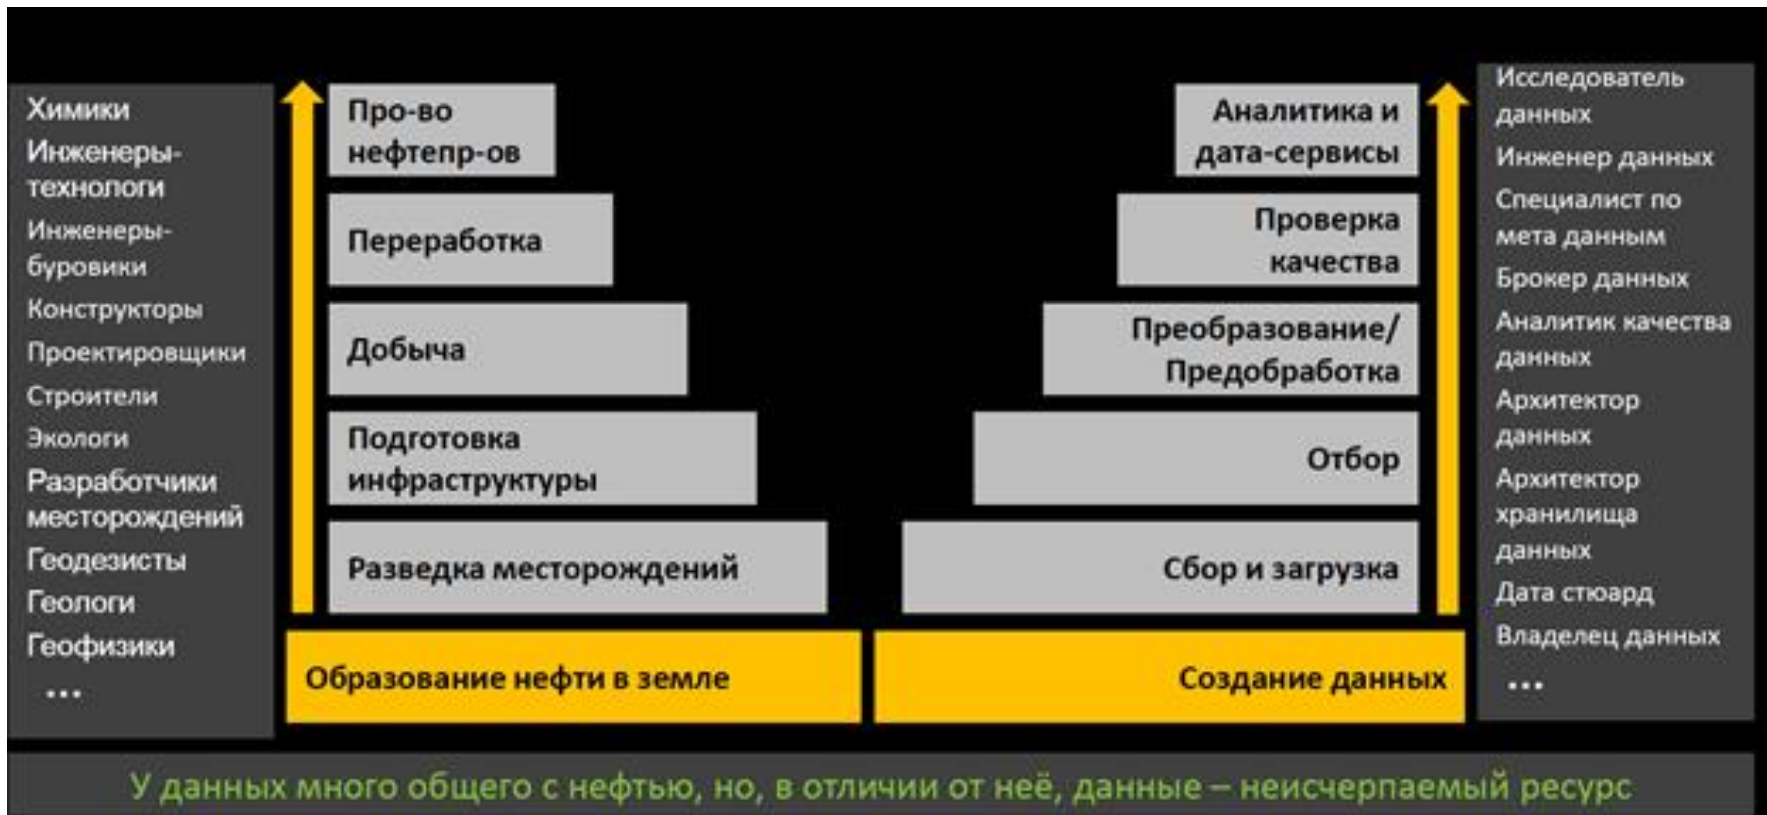 Химики
Инженеры-
технологи
Инженеры-
буровики
Конструкторы
Проектировщики
Строители
Экологи
Разработчики
месторождений
Геодезисты
Геологи
Геофизики
...
Про-во
нефтепр-ов
Переработка
Добыча
Подготовка
инфраструктуры
Разведка месторождений
Образование нефти в земле
Аналитика и
дата-сервисы
Проверка
качества
Преобразование/
Предобработка
Отбор
Сбор и загрузка
Создание данных
Исследователь
данных
Инженер данных
Специалист по
мета данным
Брокер данных
Аналитик качества
данных
Архитектор
данных
Архитектор
хранилища
данных
Дата стюард
Владелец данных
...
У данных много общего с нефтью, но, в отличии от неё, данные – неисчерпаемый ресурс